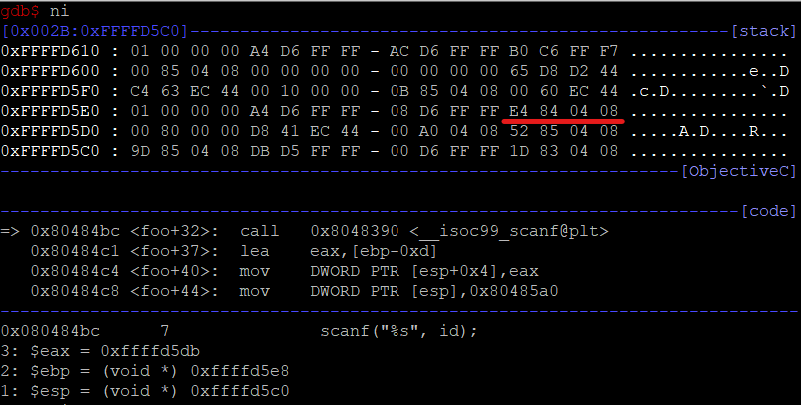 gdb$ ni
[0x002B:0xFFFFD5C0]------------------------------------------------------[stack]
0xFFFFD610 : 01 00 00 00 A4 D6 FF FF - AC D6 FF FF B0 C6 FF F7 ................
0xFFFFD600 : 00 85 04 08 00 00 00 00 - 00 00 00 00 65 D8 D2 44 ............e..D
0xFFFFD5F0 : C4 63 EC 44 00 10 00 00 - 0B 85 04 08 00 60 EC 44 .c.D.........`.D
0xFFFFD5E0 : 01 00 00 00 A4 D6 FF FF - 08 D6 FF FF E4 84 04 08 ................
0xFFFFD5D0 : 00 80 00 00 D8 41 EC 44 - 00 A0 04 08 52 85 04 08 .....A.D....R...
0xFFFFD5C0 : 9D 85 04 08 DB D5 FF FF - 00 D6 FF FF 1D 83 04 08 ................
--------------------------------------------------------------------[ObjectiveC]
--------------------------------------------------------------------------[code]
=> 0x80484bc <foo+32>: call 0x8048390 <__isoc99_scanf@plt>
0x80484c1 <foo+37>: lea eax,[ebp-0xd]
0x80484c4 <foo+40>: mov DWORD PTR [esp+0x4],eax
0x80484c8 <foo+44>: mov DWORD PTR [esp],0x80485a0
--------------------------------------------------------------------------------
0x080484bc 7 scanf("%s", id);
3: $eax = 0xffffd5db
2: $ebp = (void *) 0xffffd5e8
1: $esp = (void *) 0xffffd5c0